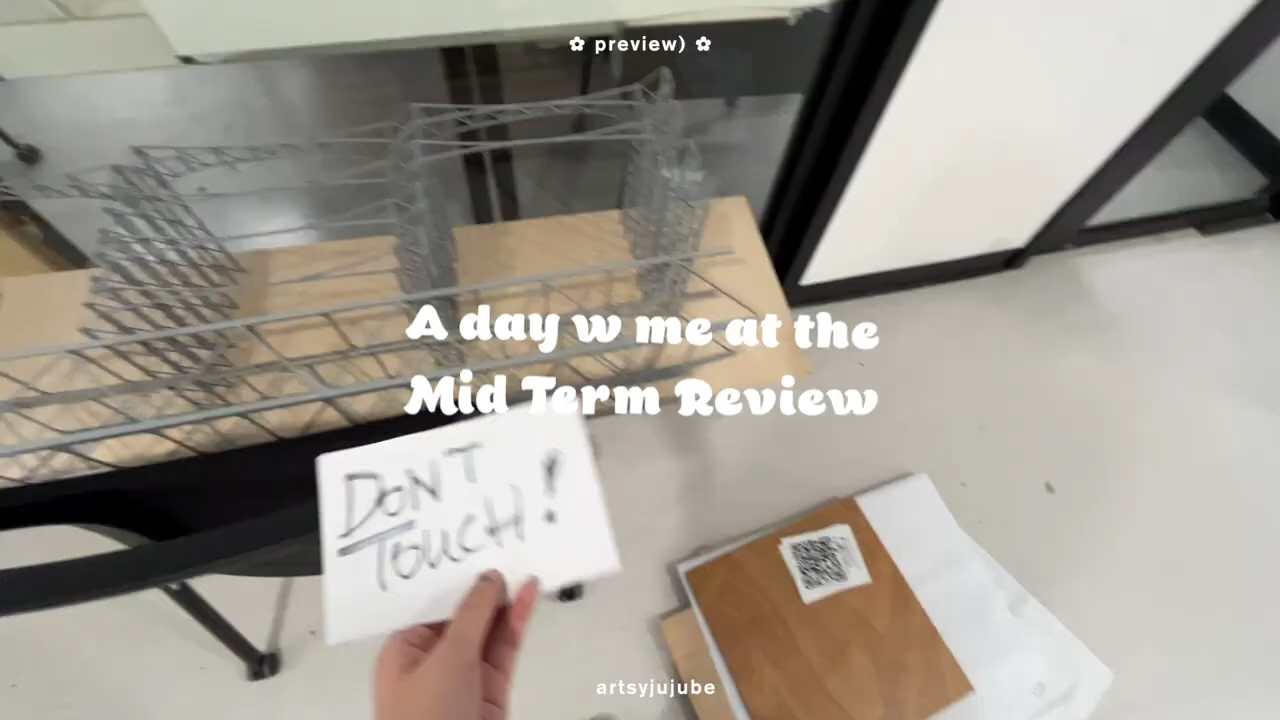 ✿ preview) ✿
A day w me at the
Mid Term Review
DON'T
TOUCH!
artsyjujube